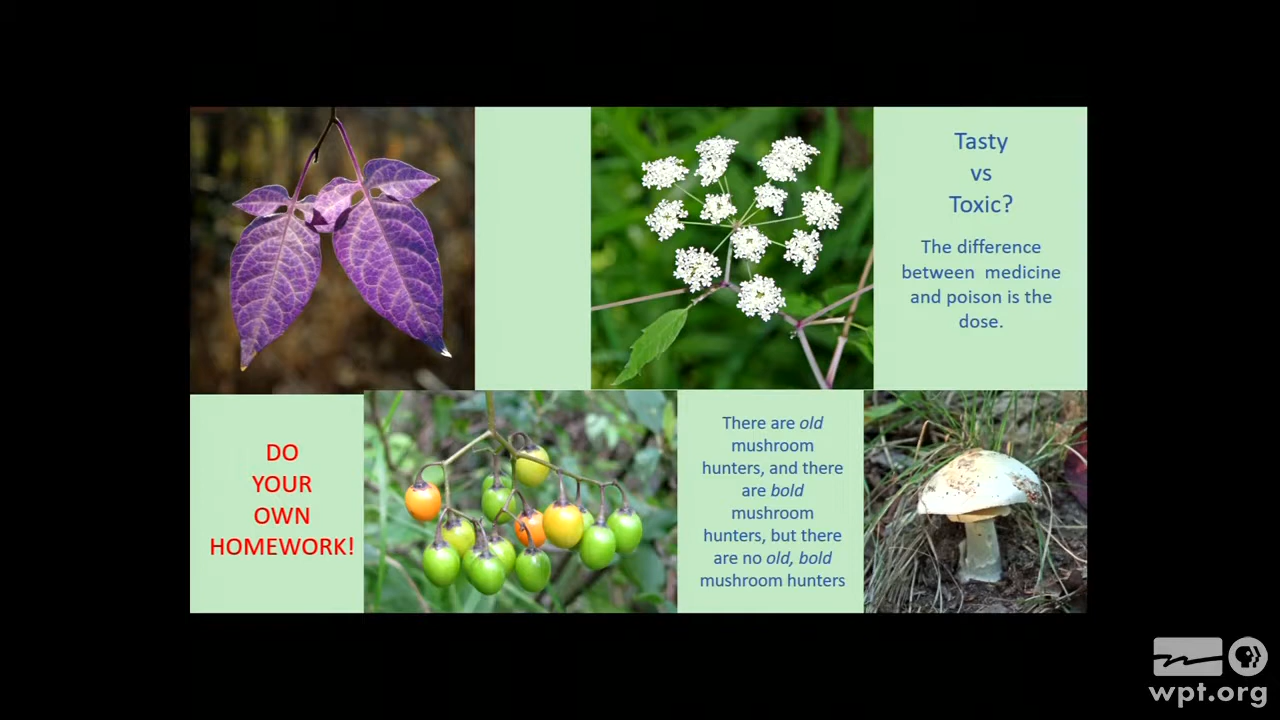 Tasty
vs
Toxic?
The difference
between medicine
and poison is the
dose.
DO
YOUR
OWN
HOMEWORK!
There are old
mushroom
hunters, and there
are bold
mushroom
hunters, but there
are no old, bold
mushroom hunters
PBS
wpt.org